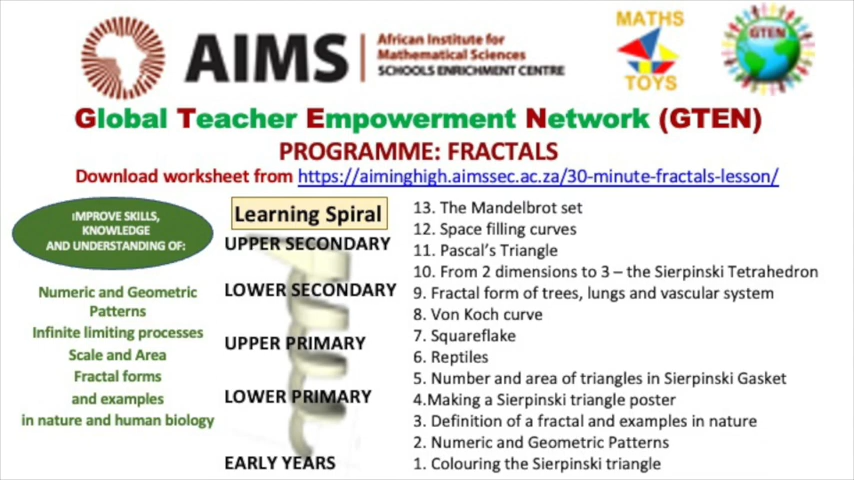 AIMS
African Institute for
Mathematical Sciences
SCHOOLS ENRICHMENT CENTRE
MATHS
TOYS
GTEN
Global Teacher Empowerment Network (GTEN)
PROGRAMME: FRACTALS
Download worksheet from https://aiminghigh.aimssec.ac.za/30-minute-fractals-lesson/
IMPROVE SKILLS,
KNOWLEDGE
AND UNDERSTANDING OF:
Numeric and Geometric
Patterns
Infinite limiting processes
Scale and Area
Fractal forms
and examples
in nature and human biology
Learning Spiral
UPPER SECONDARY
LOWER SECONDARY
UPPER PRIMARY
LOWER PRIMARY
EARLY YEARS
13. The Mandelbrot set
12. Space filling curves
11. Pascal's Triangle
10. From 2 dimensions to 3 – the Sierpinski Tetrahedron
9. Fractal form of trees, lungs and vascular system
8. Von Koch curve
7. Squareflake
6. Reptiles
5. Number and area of triangles in Sierpinski Gasket
4.Making a Sierpinski triangle poster
3. Definition of a fractal and examples in nature
2. Numeric and Geometric Patterns
1. Colouring the Sierpinski triangle